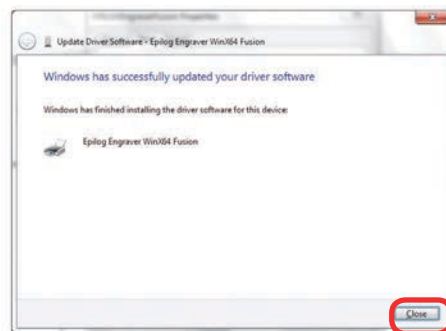 Update Driver Software - Epilog Engraver WinX64 Fusion
Windows has successfully updated your driver software
Windows has finished installing the driver software for this device:
Epilog Engraver WinX64 Fusion
Close